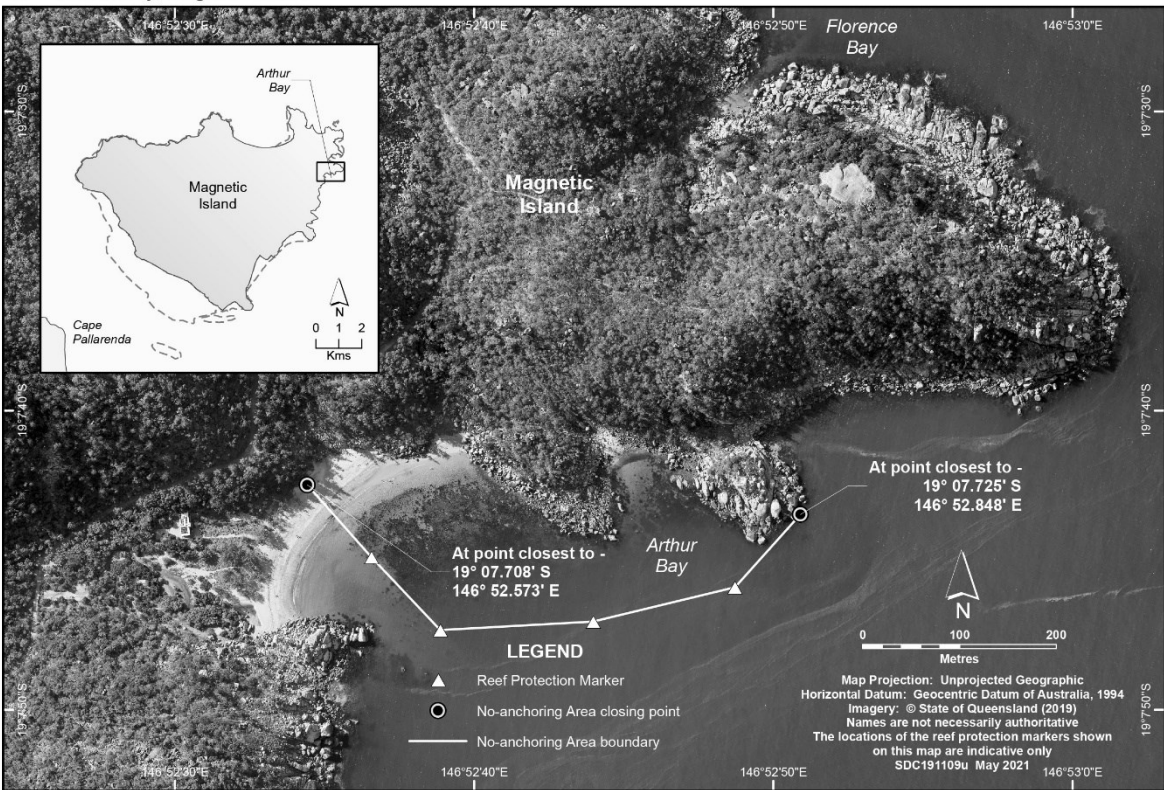 146°52'30"E
146°52'40"E
146°52'50"E
146°53'0"E
Florence
Bay
Arthur
Bay
Magnetic
Island
N
0 1 2
Kms
Cape
Pallarenda
Magnetic
Island
19°7'30"S
19°7'30"S
19°7'40"S
19°7'40"S
At point closest to -
19° 07.725' S
146° 52.848' E
At point closest to -
19° 07.708' S
146° 52.573' E
Arthur
Bay
N
0 100 200
Metres
LEGEND
Reef Protection Marker
No-anchoring Area closing point
No-anchoring Area boundary
Map Projection: Unprojected Geographic
Horizontal Datum: Geocentric Datum of Australia, 1994
Imagery: © State of Queensland (2019)
Names are not necessarily authoritative
The locations of the reef protection markers shown
on this map are indicative only
SDC191109u May 2021
19°7'50"S
19°7'50"S
146°52'30"E
146°52'40"E
146°52'50"E
146°53'0"E